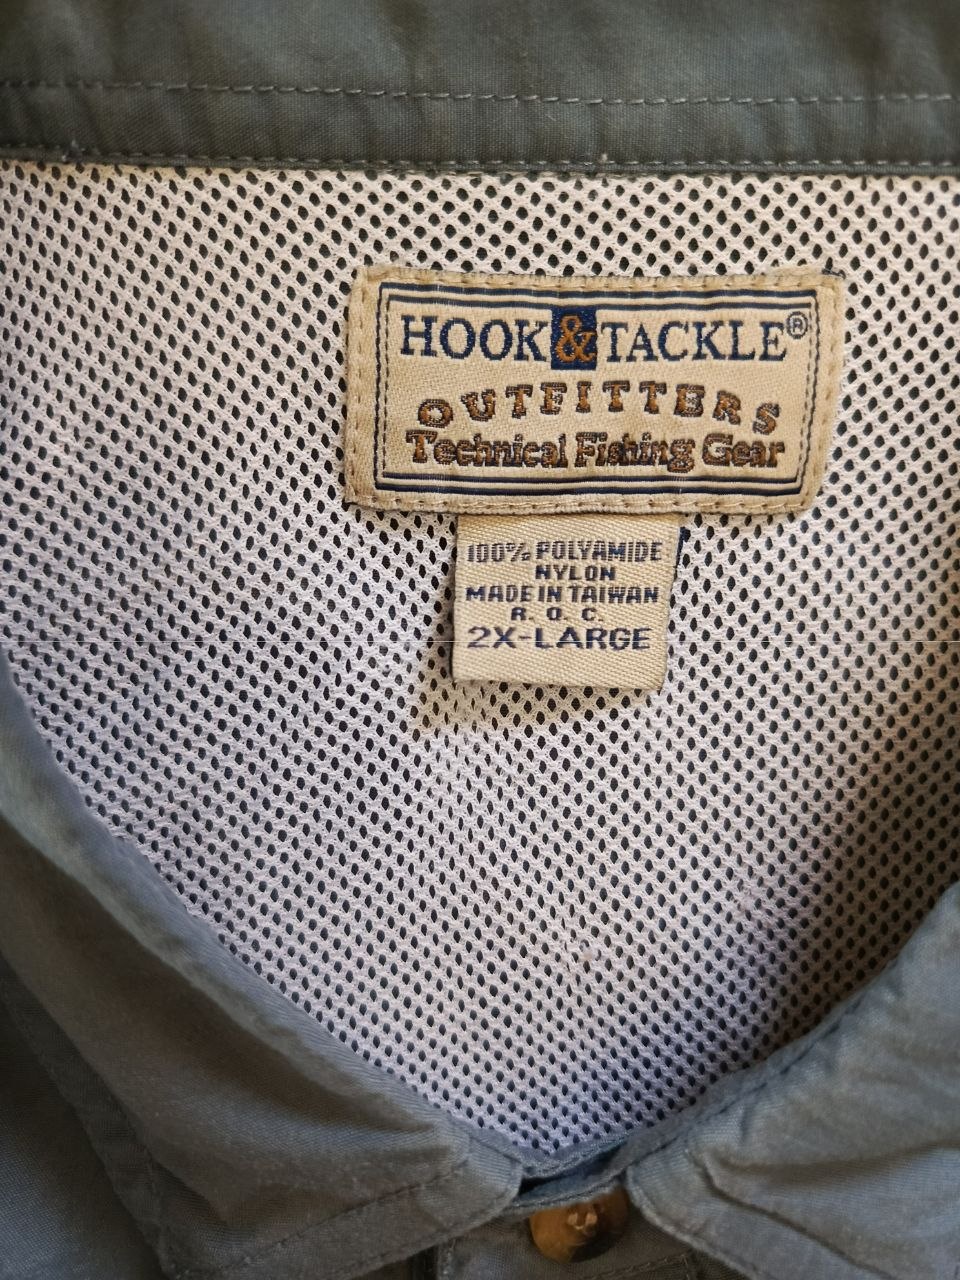 HOOK&TACKLE®
OUTFITTERS
Technical Fishing Gear
100% POLYAMIDE
NYLON
MADE IN TAIWAN
R. O. C.
2X-LARGE